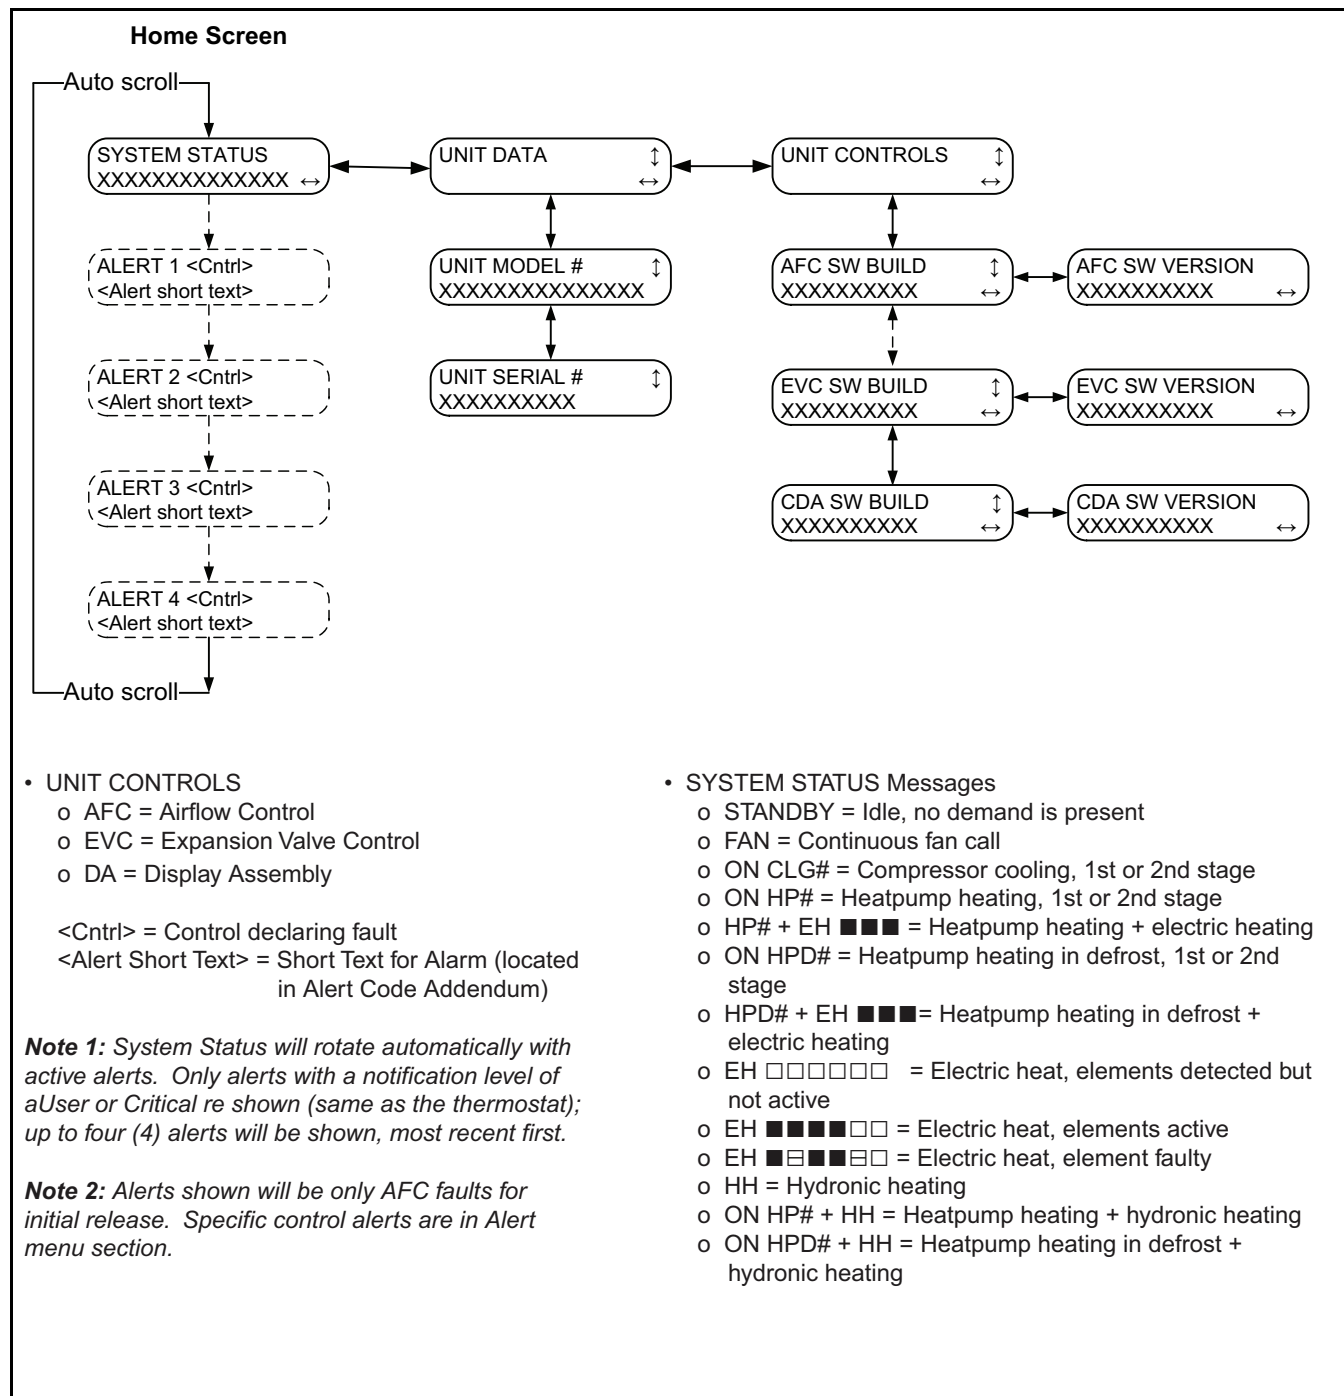 Home Screen
Auto scroll
SYSTEM STATUS
XXXXXXXXXXXXXX ↔
UNIT DATA ↕
↔
UNIT CONTROLS ↕
↔
ALERT 1 <Cntrl>
<Alert short text>
UNIT MODEL # ↕
XXXXXXXXXXXXXXX
AFC SW BUILD ↕
XXXXXXXXXX ↔
AFC SW VERSION
XXXXXXXXXX ↔
ALERT 2 <Cntrl>
<Alert short text>
UNIT SERIAL # ↕
XXXXXXXXXX
EVC SW BUILD ↕
XXXXXXXXXX ↔
EVC SW VERSION
XXXXXXXXXX ↔
ALERT 3 <Cntrl>
<Alert short text>
CDA SW BUILD ↕
XXXXXXXXXX ↔
CDA SW VERSION
XXXXXXXXXX ↔
ALERT 4 <Cntrl>
<Alert short text>
Auto scroll
• UNIT CONTROLS
o AFC = Airflow Control
o EVC = Expansion Valve Control
o DA = Display Assembly
<Cntrl> = Control declaring fault
<Alert Short Text> = Short Text for Alarm (located
in Alert Code Addendum)
Note 1: System Status will rotate automatically with
active alerts. Only alerts with a notification level of
aUser or Critical re shown (same as the thermostat);
up to four (4) alerts will be shown, most recent first.
Note 2: Alerts shown will be only AFC faults for
initial release. Specific control alerts are in Alert
menu section.
• SYSTEM STATUS Messages
o STANDBY = Idle, no demand is present
o FAN = Continuous fan call
o ON CLG# = Compressor cooling, 1st or 2nd stage
o ON HP# = Heatpump heating, 1st or 2nd stage
o HP# + EH ■■■ = Heatpump heating + electric heating
o ON HPD# = Heatpump heating in defrost, 1st or 2nd
stage
o HPD# + EH ■■■= Heatpump heating in defrost +
electric heating
o EH □□□□□□ = Electric heat, elements detected but
not active
o EH ■■■■□□ = Electric heat, elements active
o EH ■⊟■■⊟□ = Electric heat, element faulty
o HH = Hydronic heating
o ON HP# + HH = Heatpump heating + hydronic heating
o ON HPD# + HH = Heatpump heating in defrost +
hydronic heating